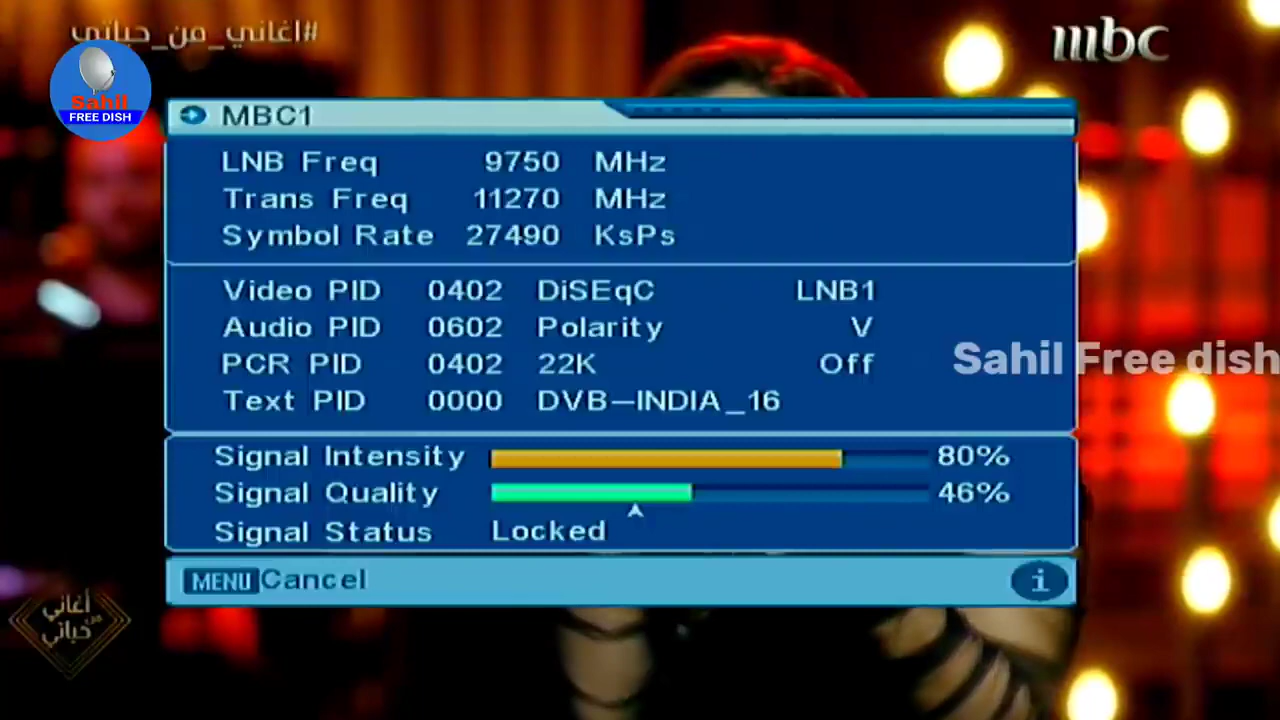 #اغاني_من_حياتي
mbc
Sahil
FREE DISH
MBC1
LNB Freq 9750 MHz
Trans Freq 11270 MHz
Symbol Rate 27490 KsPs
Video PID 0402 DiSEqC LNB1
Audio PID 0602 Polarity V
PCR PID 0402 22K Off
Text PID 0000 DVB-INDIA_16
Sahil Free dish
Signal Intensity 80%
Signal Quality 46%
Signal Status Locked
MENU Cancel i
أغاني
من
حياتي